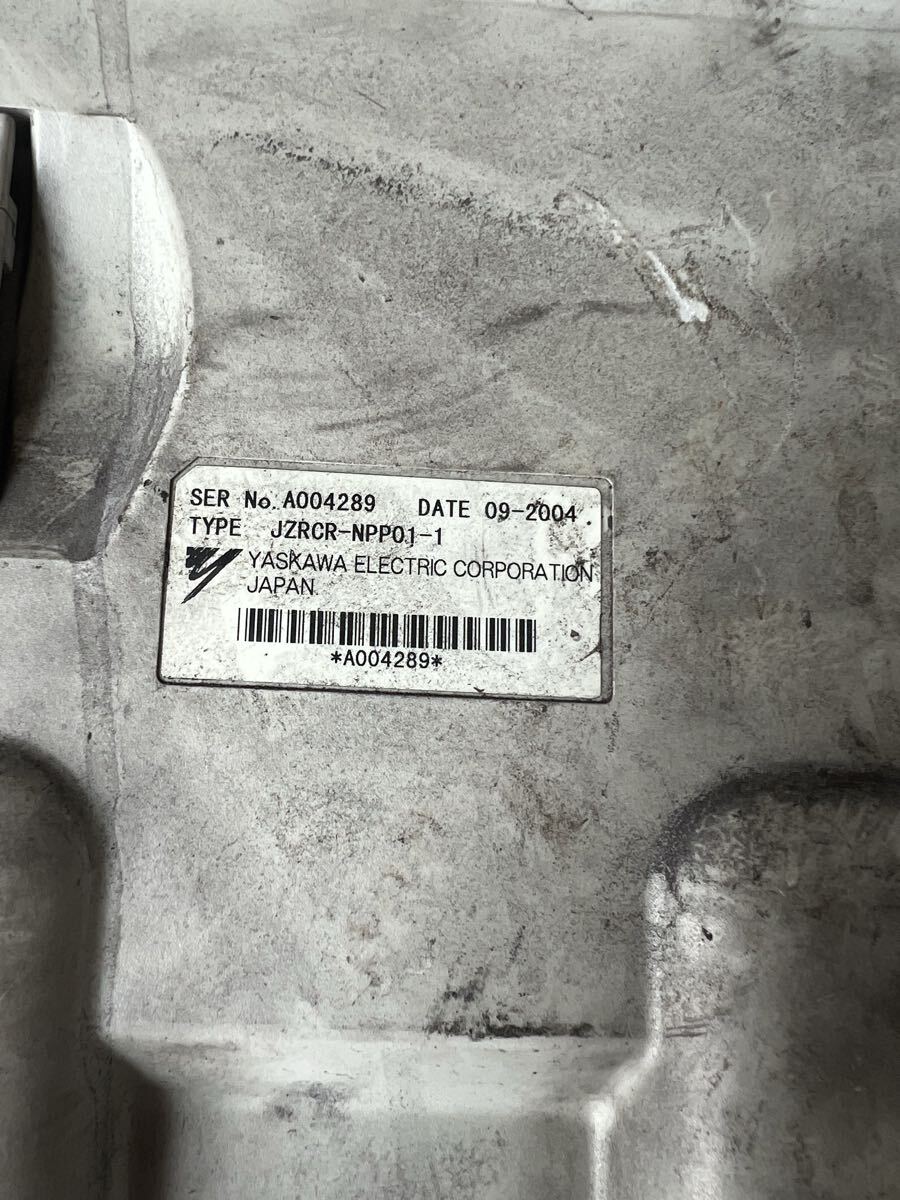 SER No. A004289 DATE 09-2004
TYPE JZRCR-NPP01-1
YASKAWA ELECTRIC CORPORATION
JAPAN
*A004289*